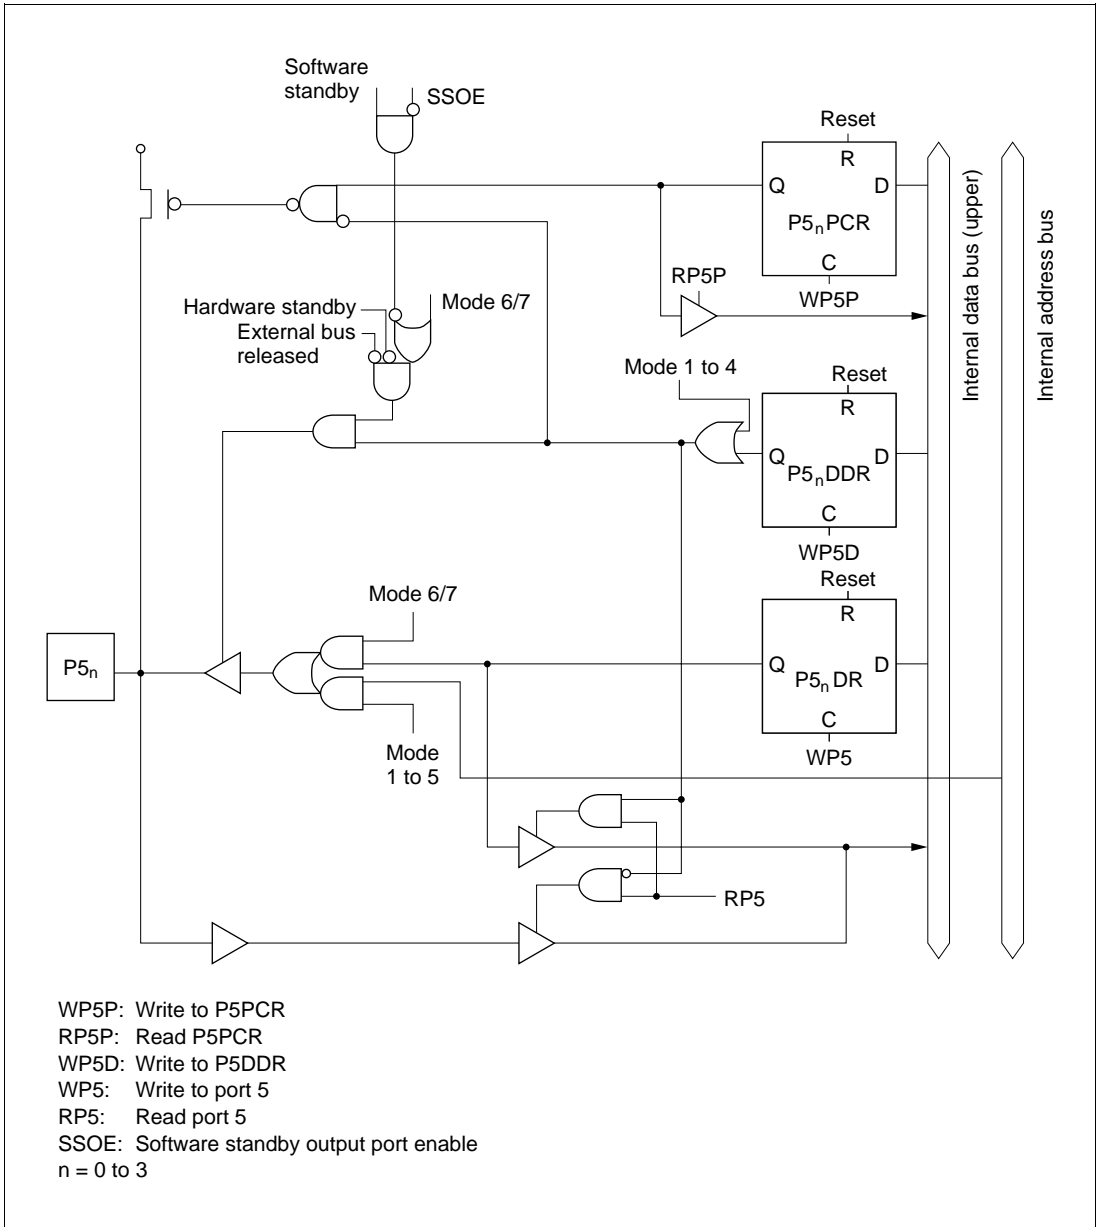 Software
standby
SSOE
Reset
R
Q D
P5nPCR
C
WP5P
RP5P
Hardware standby
Mode 6/7
External bus
released
Mode 1 to 4
Reset
R
Q D
P5nDDR
C
WP5D
Reset
Mode 6/7
R
P5n
Q D
P5n DR
C
WP5
Mode
1 to 5
RP5
Internal data bus (upper)
Internal address bus
WP5P: Write to P5PCR
RP5P: Read P5PCR
WP5D: Write to P5DDR
WP5: Write to port 5
RP5: Read port 5
SSOE: Software standby output port enable
n = 0 to 3